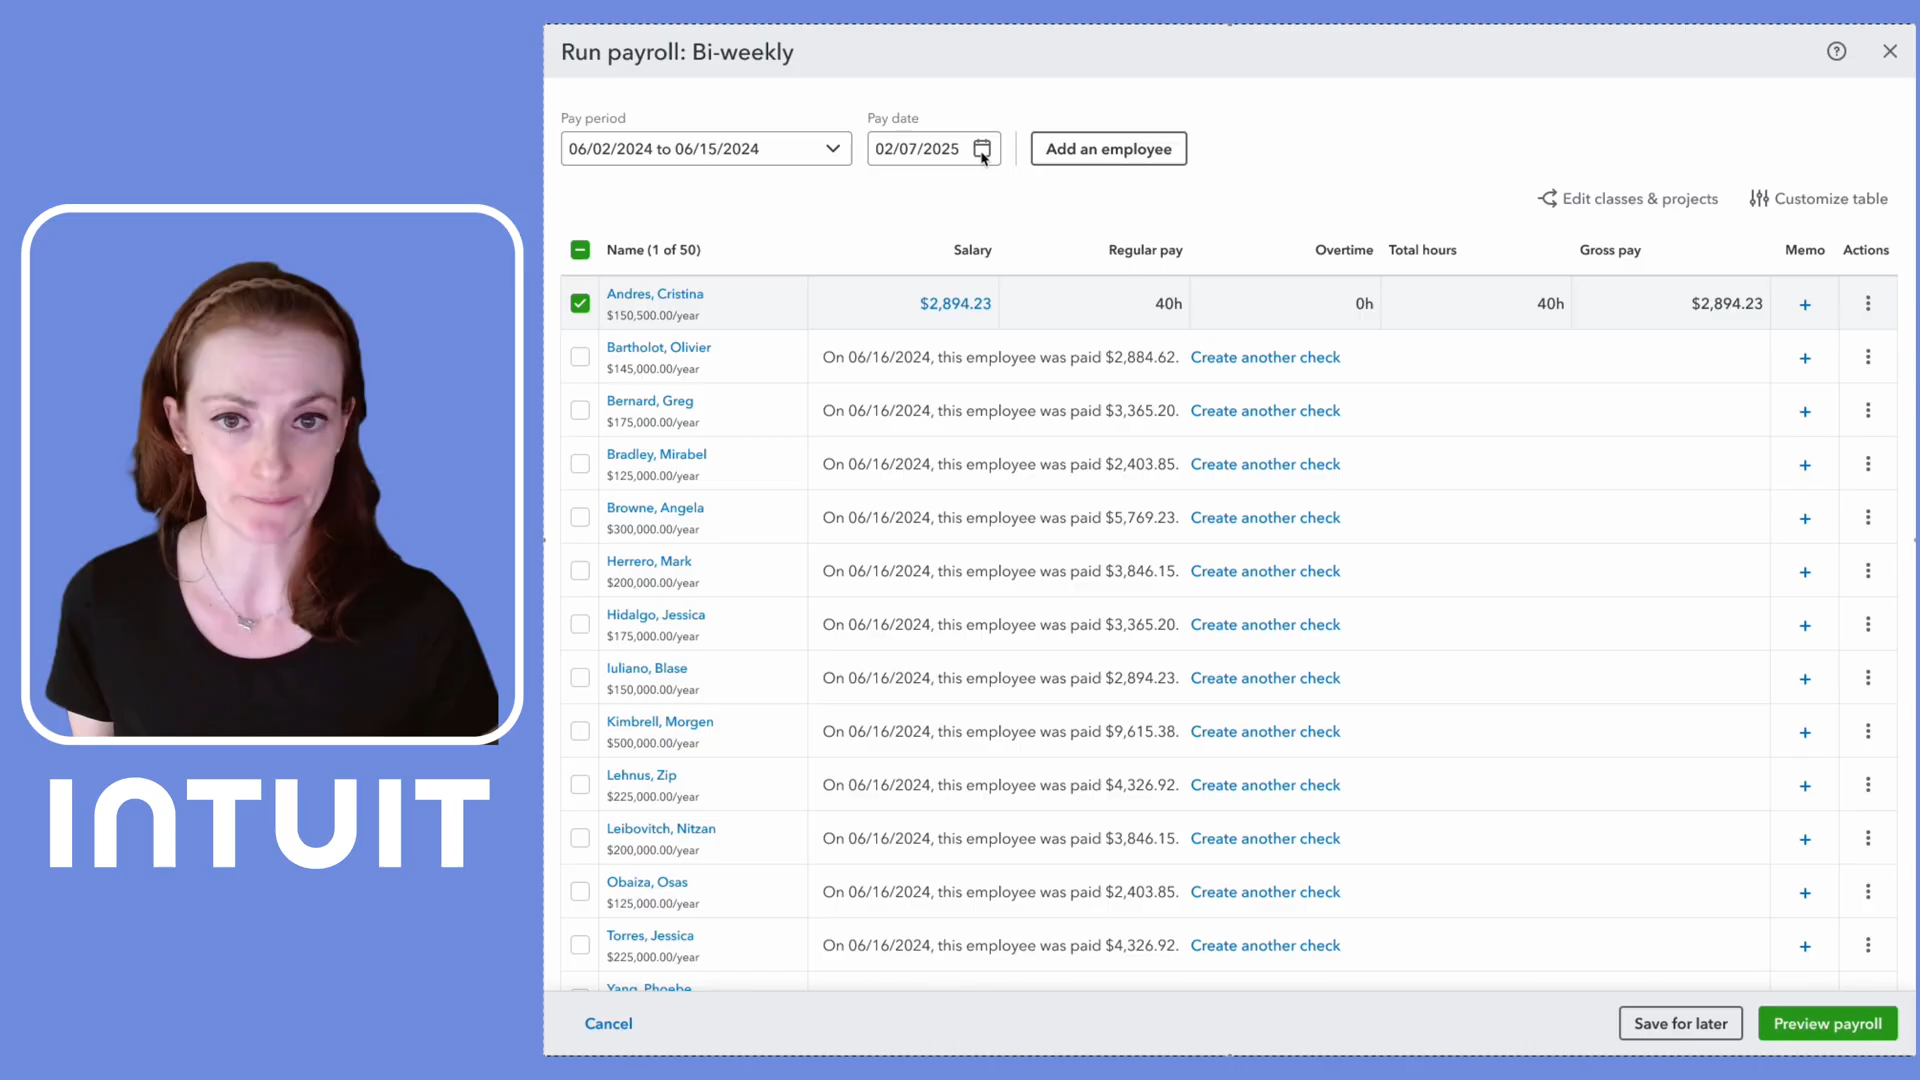 Run payroll: Bi-weekly
Pay period
Pay date
06/02/2024 to 06/15/2024
02/07/2025
Add an employee
Edit classes & projects
Customize table
Name (1 of 50) Salary Regular pay Overtime Total hours Gross pay Memo Actions
Andres, Cristina
$150,500.00/year
$2,894.23 40h 0h 40h $2,894.23
Bartholot, Olivier
$145,000.00/year
On 06/16/2024, this employee was paid $2,884.62. Create another check
Bernard, Greg
$175,000.00/year
On 06/16/2024, this employee was paid $3,365.20. Create another check
Bradley, Mirabel
$125,000.00/year
On 06/16/2024, this employee was paid $2,403.85. Create another check
Browne, Angela
$300,000.00/year
On 06/16/2024, this employee was paid $5,769.23. Create another check
Herrero, Mark
$200,000.00/year
On 06/16/2024, this employee was paid $3,846.15. Create another check
Hidalgo, Jessica
$175,000.00/year
On 06/16/2024, this employee was paid $3,365.20. Create another check
Iuliano, Blase
$150,000.00/year
On 06/16/2024, this employee was paid $2,894.23. Create another check
Kimbrell, Morgen
$500,000.00/year
On 06/16/2024, this employee was paid $9,615.38. Create another check
Lehnus, Zip
$225,000.00/year
On 06/16/2024, this employee was paid $4,326.92. Create another check
Leibovitch, Nitzan
$200,000.00/year
On 06/16/2024, this employee was paid $3,846.15. Create another check
Obaiza, Osas
$125,000.00/year
On 06/16/2024, this employee was paid $2,403.85. Create another check
Torres, Jessica
$225,000.00/year
On 06/16/2024, this employee was paid $4,326.92. Create another check
Yang, Phoebe
Cancel
Save for later
Preview payroll
INTUIT